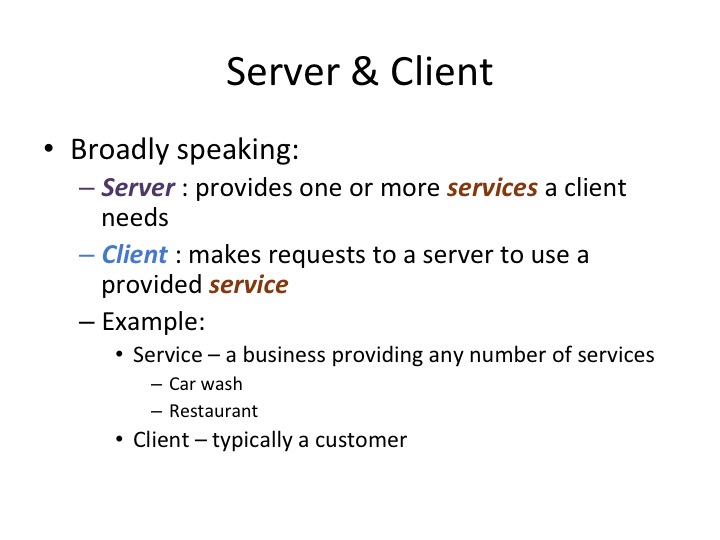 Server & Client
• Broadly speaking:
– Server : provides one or more services a client
needs
– Client : makes requests to a server to use a
provided service
– Example:
• Service – a business providing any number of services
– Car wash
– Restaurant
• Client – typically a customer